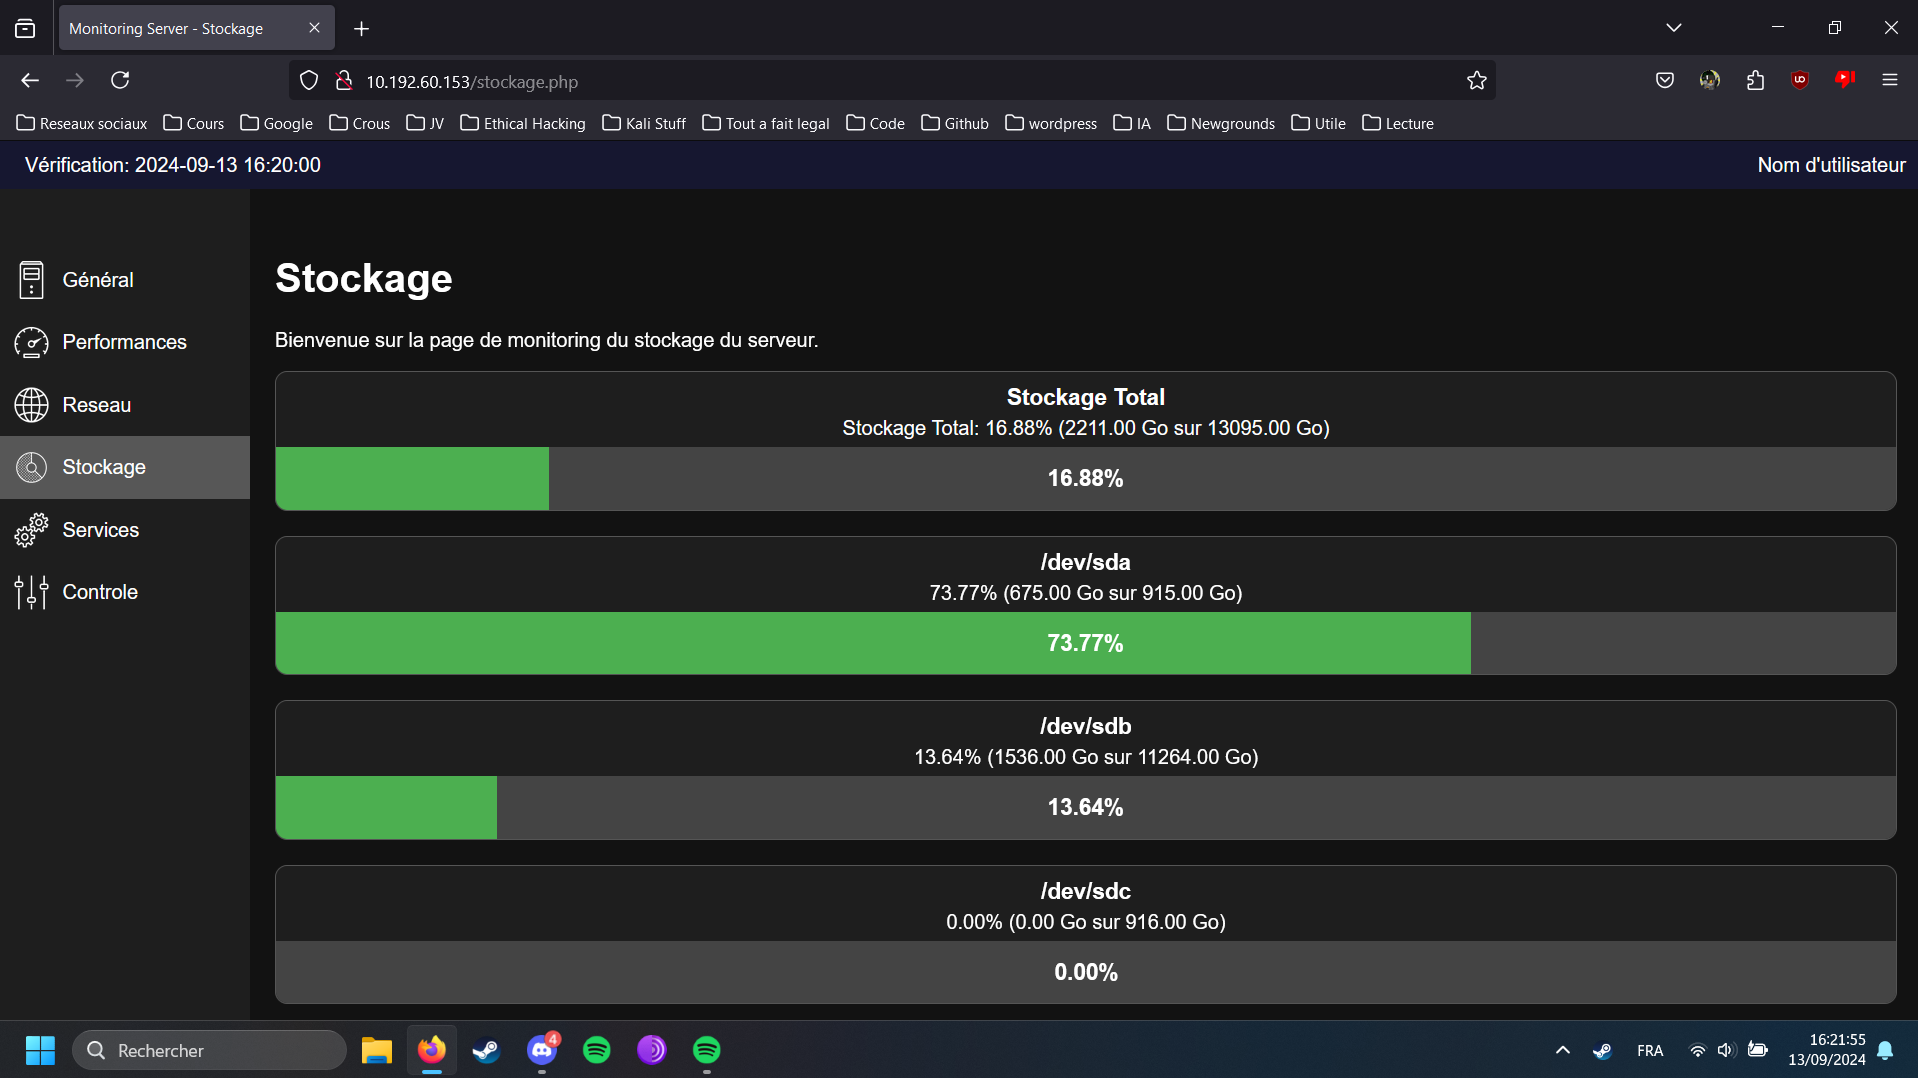 Monitoring Server - Stockage
10.192.60.153/stockage.php
Reseaux sociaux Cours Google Crous JV Ethical Hacking Kali Stuff Tout a fait legal Code Github wordpress IA Newgrounds Utile Lecture
Vérification: 2024-09-13 16:20:00 Nom d'utilisateur
Général
Performances
Reseau
Stockage
Services
Controle
Stockage
Bienvenue sur la page de monitoring du stockage du serveur.
Stockage Total
Stockage Total: 16.88% (2211.00 Go sur 13095.00 Go)
16.88%
/dev/sda
73.77% (675.00 Go sur 915.00 Go)
73.77%
/dev/sdb
13.64% (1536.00 Go sur 11264.00 Go)
13.64%
/dev/sdc
0.00% (0.00 Go sur 916.00 Go)
0.00%
Rechercher
4
FRA
16:21:55
13/09/2024